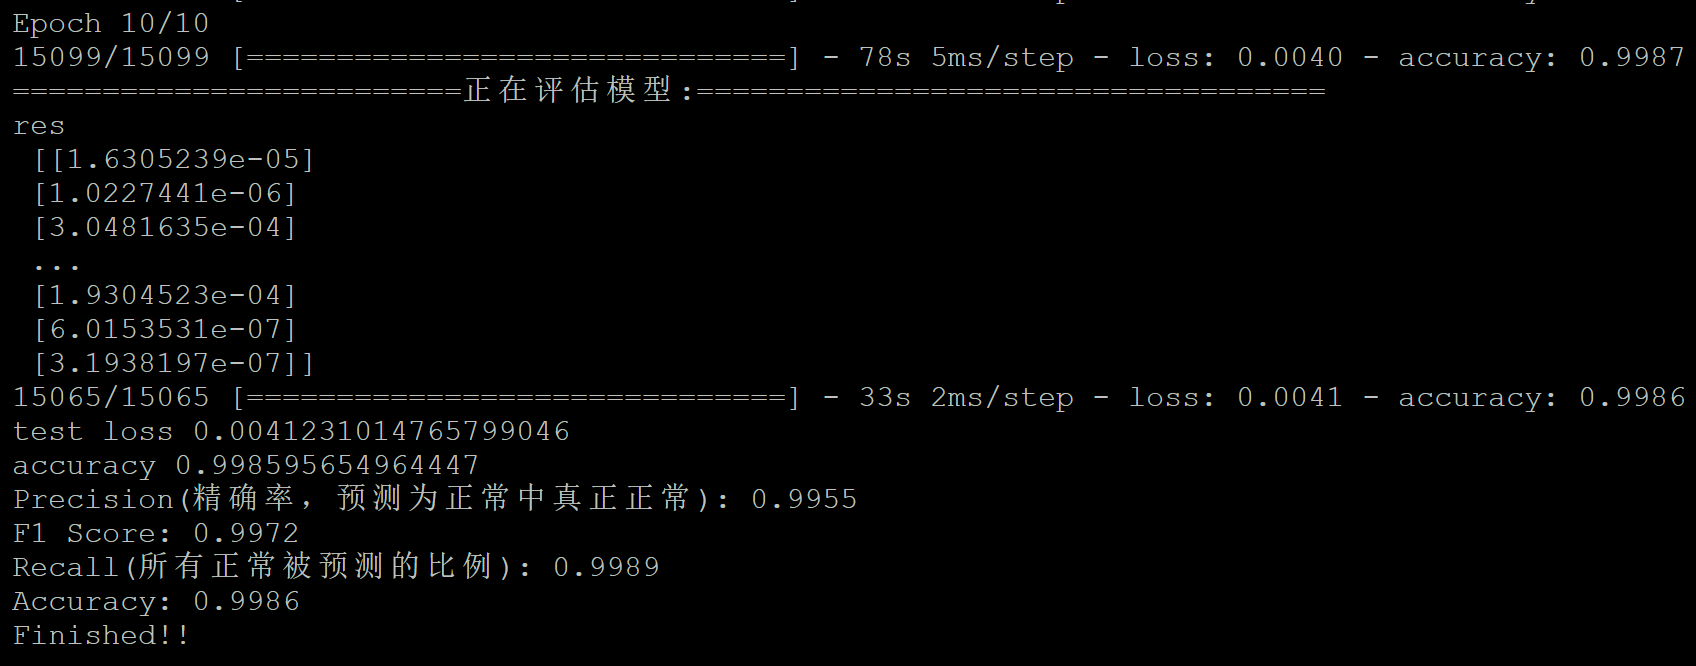 Epoch 10/10
15099/15099 [==============================] - 78s 5ms/step - loss: 0.0040 - accuracy: 0.9987
=========================正在评估模型:===================================
res
[[1.6305239e-05]
[1.0227441e-06]
[3.0481635e-04]
...
[1.9304523e-04]
[6.0153531e-07]
[3.1938197e-07]]
15065/15065 [==============================] - 33s 2ms/step - loss: 0.0041 - accuracy: 0.9986
test loss 0.0041231014765799046
accuracy 0.998595654964447
Precision(精确率，预测为正常中真正正常): 0.9955
F1 Score: 0.9972
Recall(所有正常被预测的比例): 0.9989
Accuracy: 0.9986
Finished!!